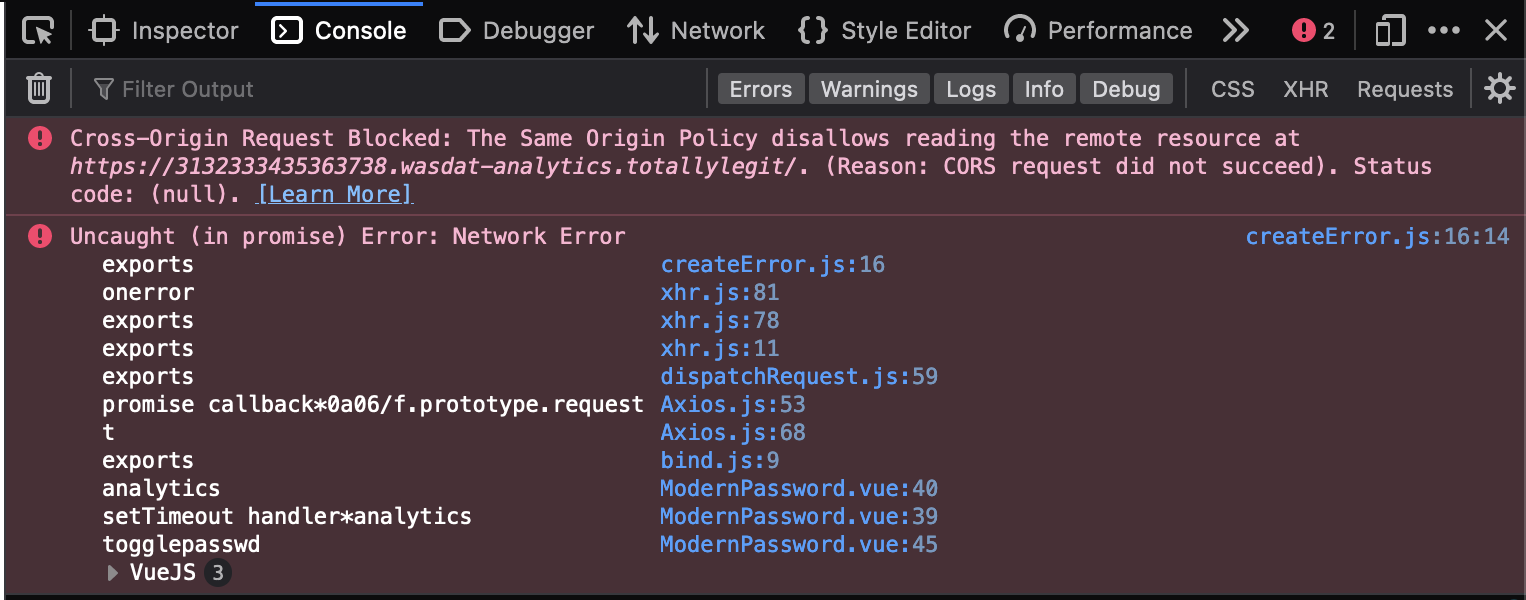 Inspector Console Debugger Network {} Style Editor Performance 2
Filter Output Errors Warnings Logs Info Debug CSS XHR Requests
Cross-Origin Request Blocked: The Same Origin Policy disallows reading the remote resource at
https://3132333435363738.wasdat-analytics.totallylegit/. (Reason: CORS request did not succeed). Status
code: (null). [Learn More]
Uncaught (in promise) Error: Network Error createError.js:16:14
exports createError.js:16
onerror xhr.js:81
exports xhr.js:78
exports xhr.js:11
exports dispatchRequest.js:59
promise callback*0a06/f.prototype.request Axios.js:53
t Axios.js:68
exports bind.js:9
analytics ModernPassword.vue:40
setTimeout handler*analytics ModernPassword.vue:39
togglepasswd ModernPassword.vue:45
VueJS 3